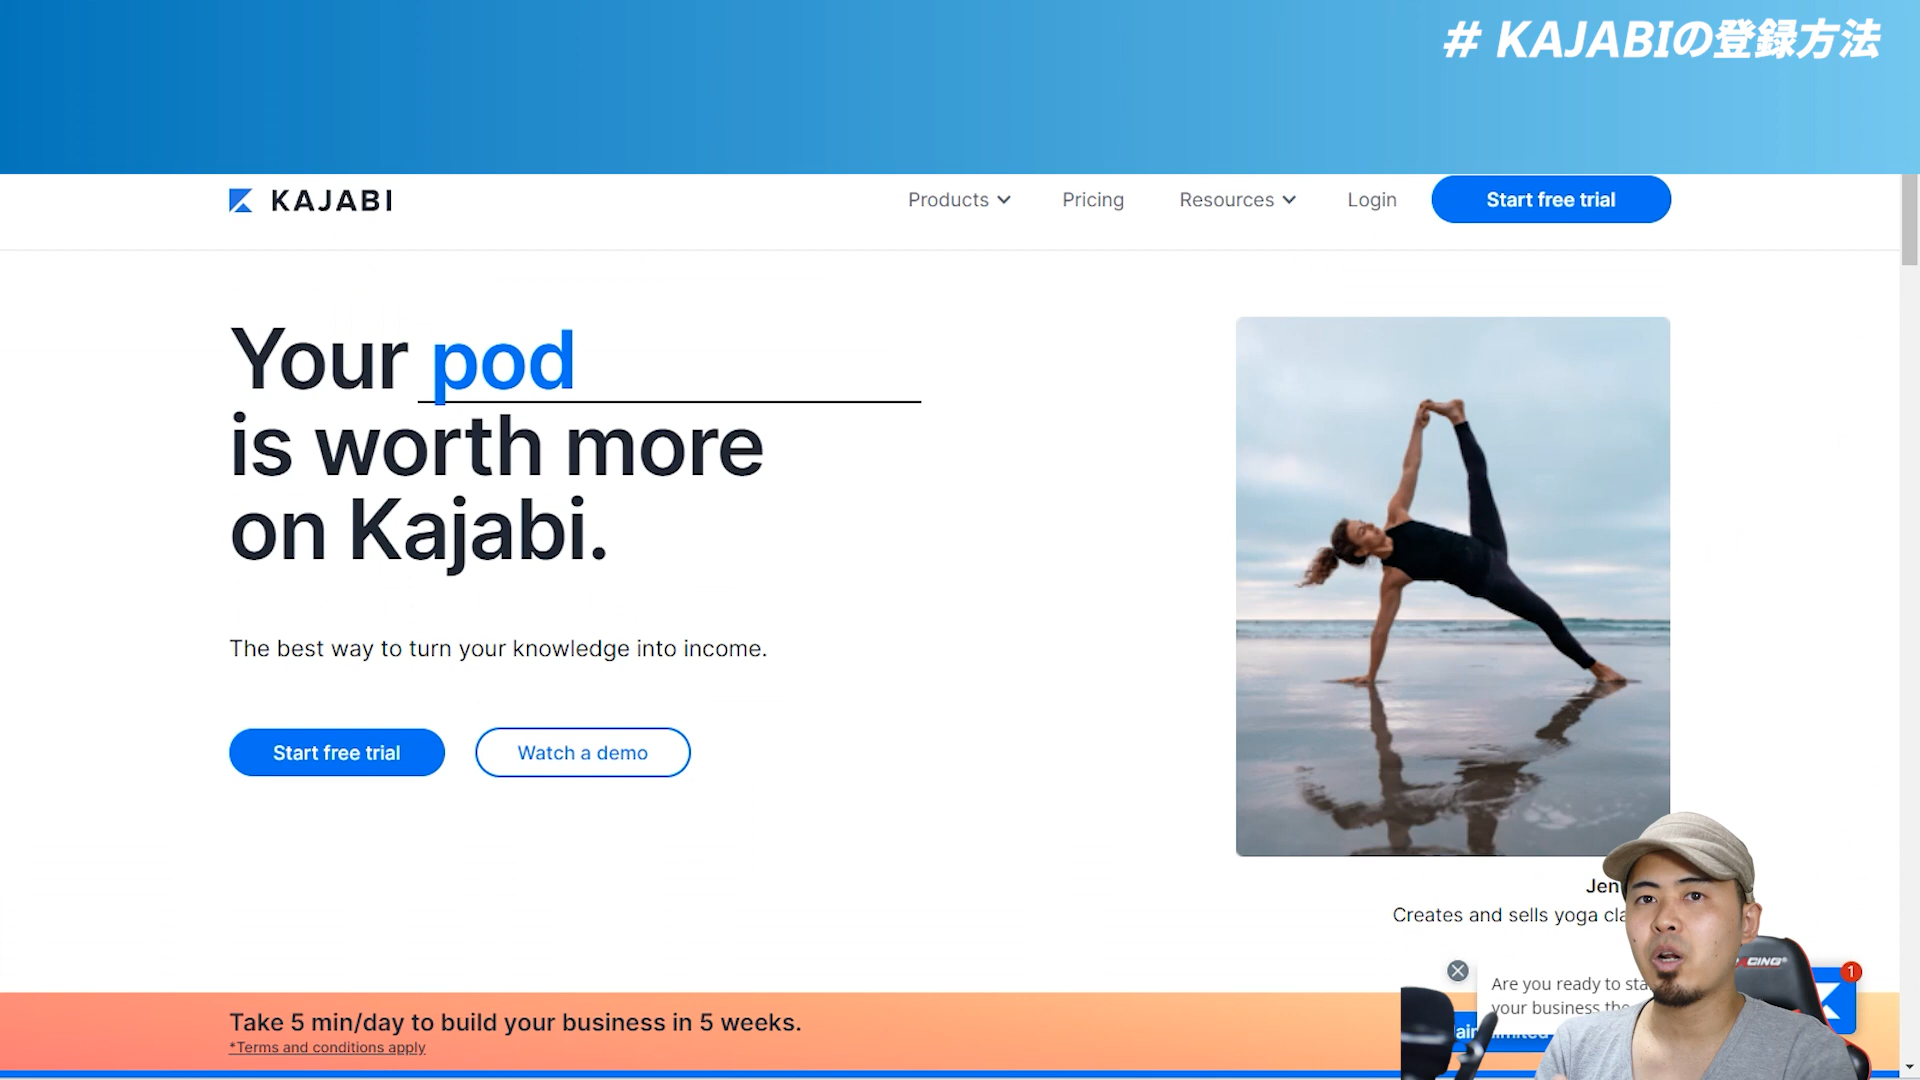 # KAJABIの登録方法
KAJABI
Products
Pricing
Resources
Login
Start free trial
Your pod
is worth more
on Kajabi.
The best way to turn your knowledge into income.
Start free trial
Watch a demo
Jen
Creates and sells yoga
Are you ready to
your business
1
Take 5 min/day to build your business in 5 weeks.
*Terms and conditions apply